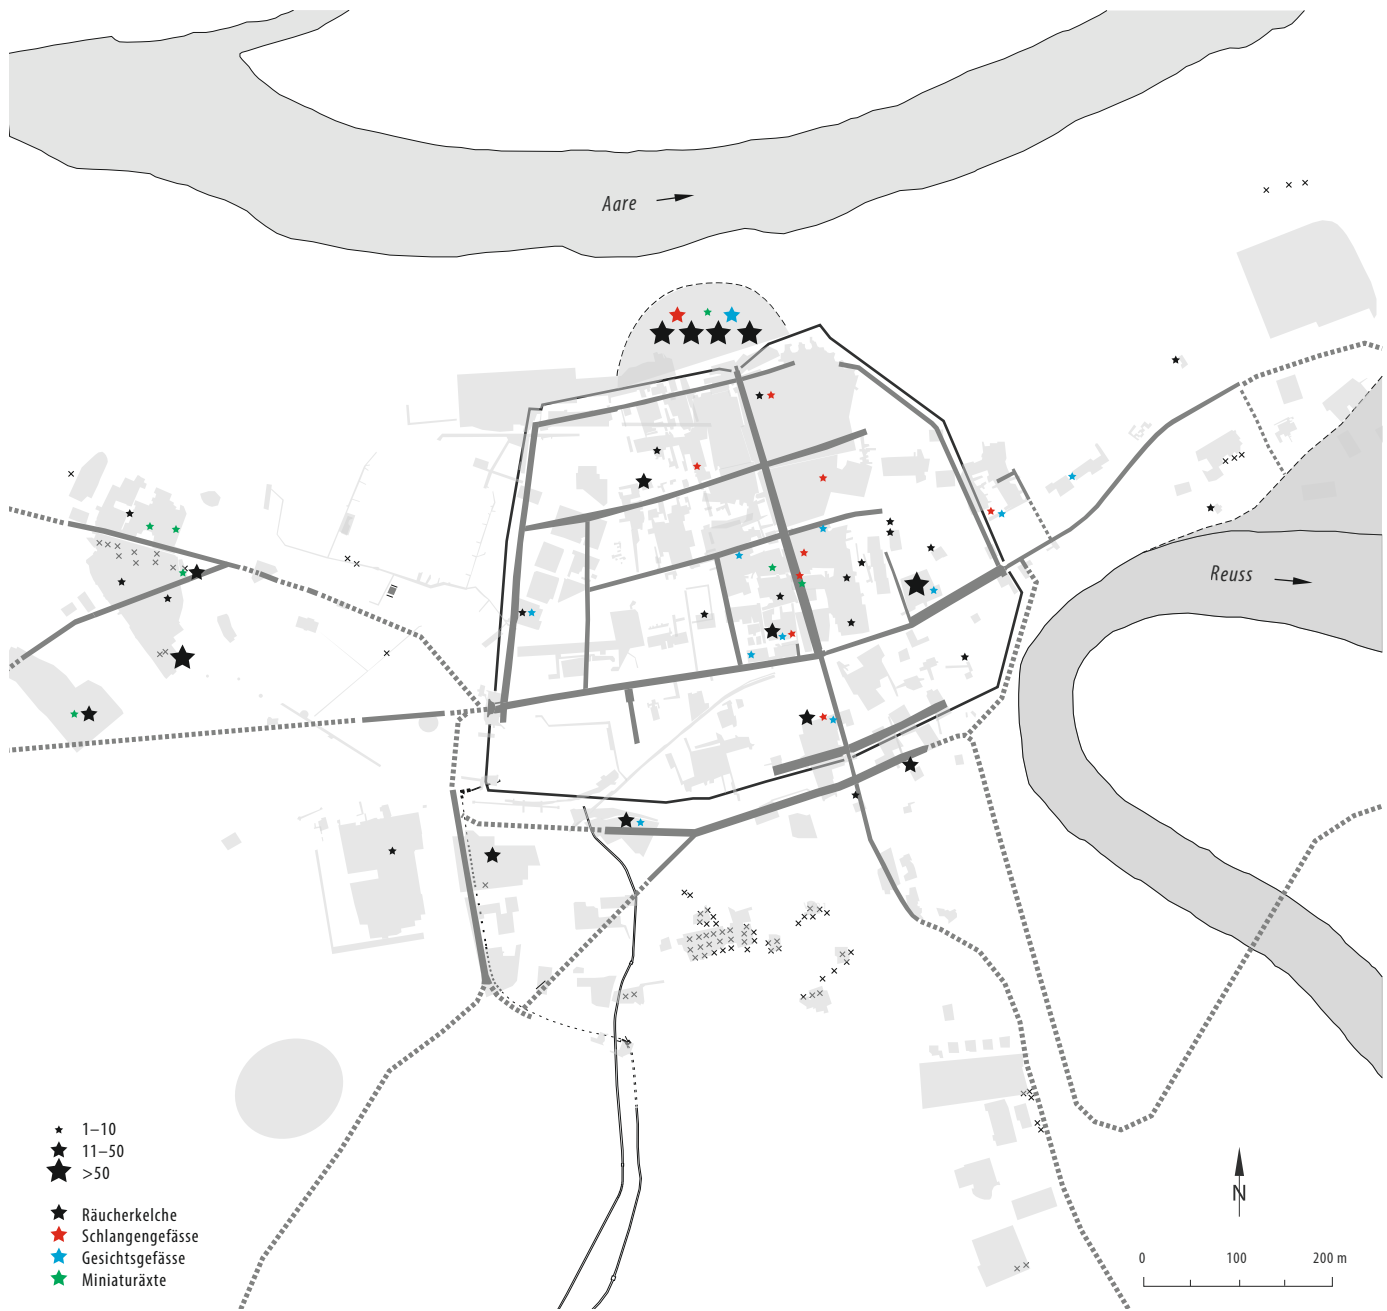 Aare
Reuss
1–10
11–50
>50
Räucherkelche
Schlangengefässe
Gesichtsgefässe
Miniaturäxte
N
0 100 200 m